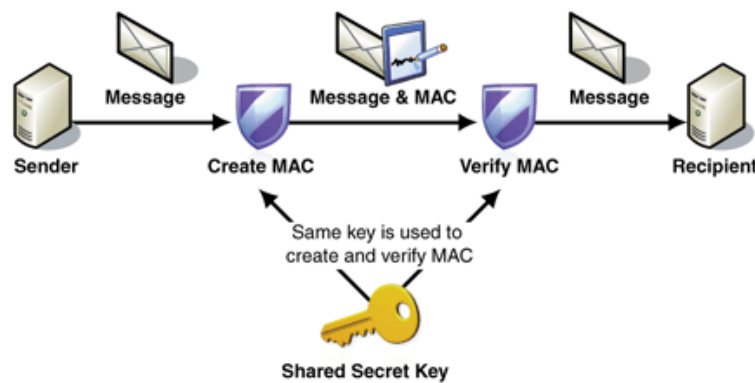 Message
Message & MAC
Message
Sender
Create MAC
Verify MAC
Recipient
Same key is used to
create and verify MAC
Shared Secret Key